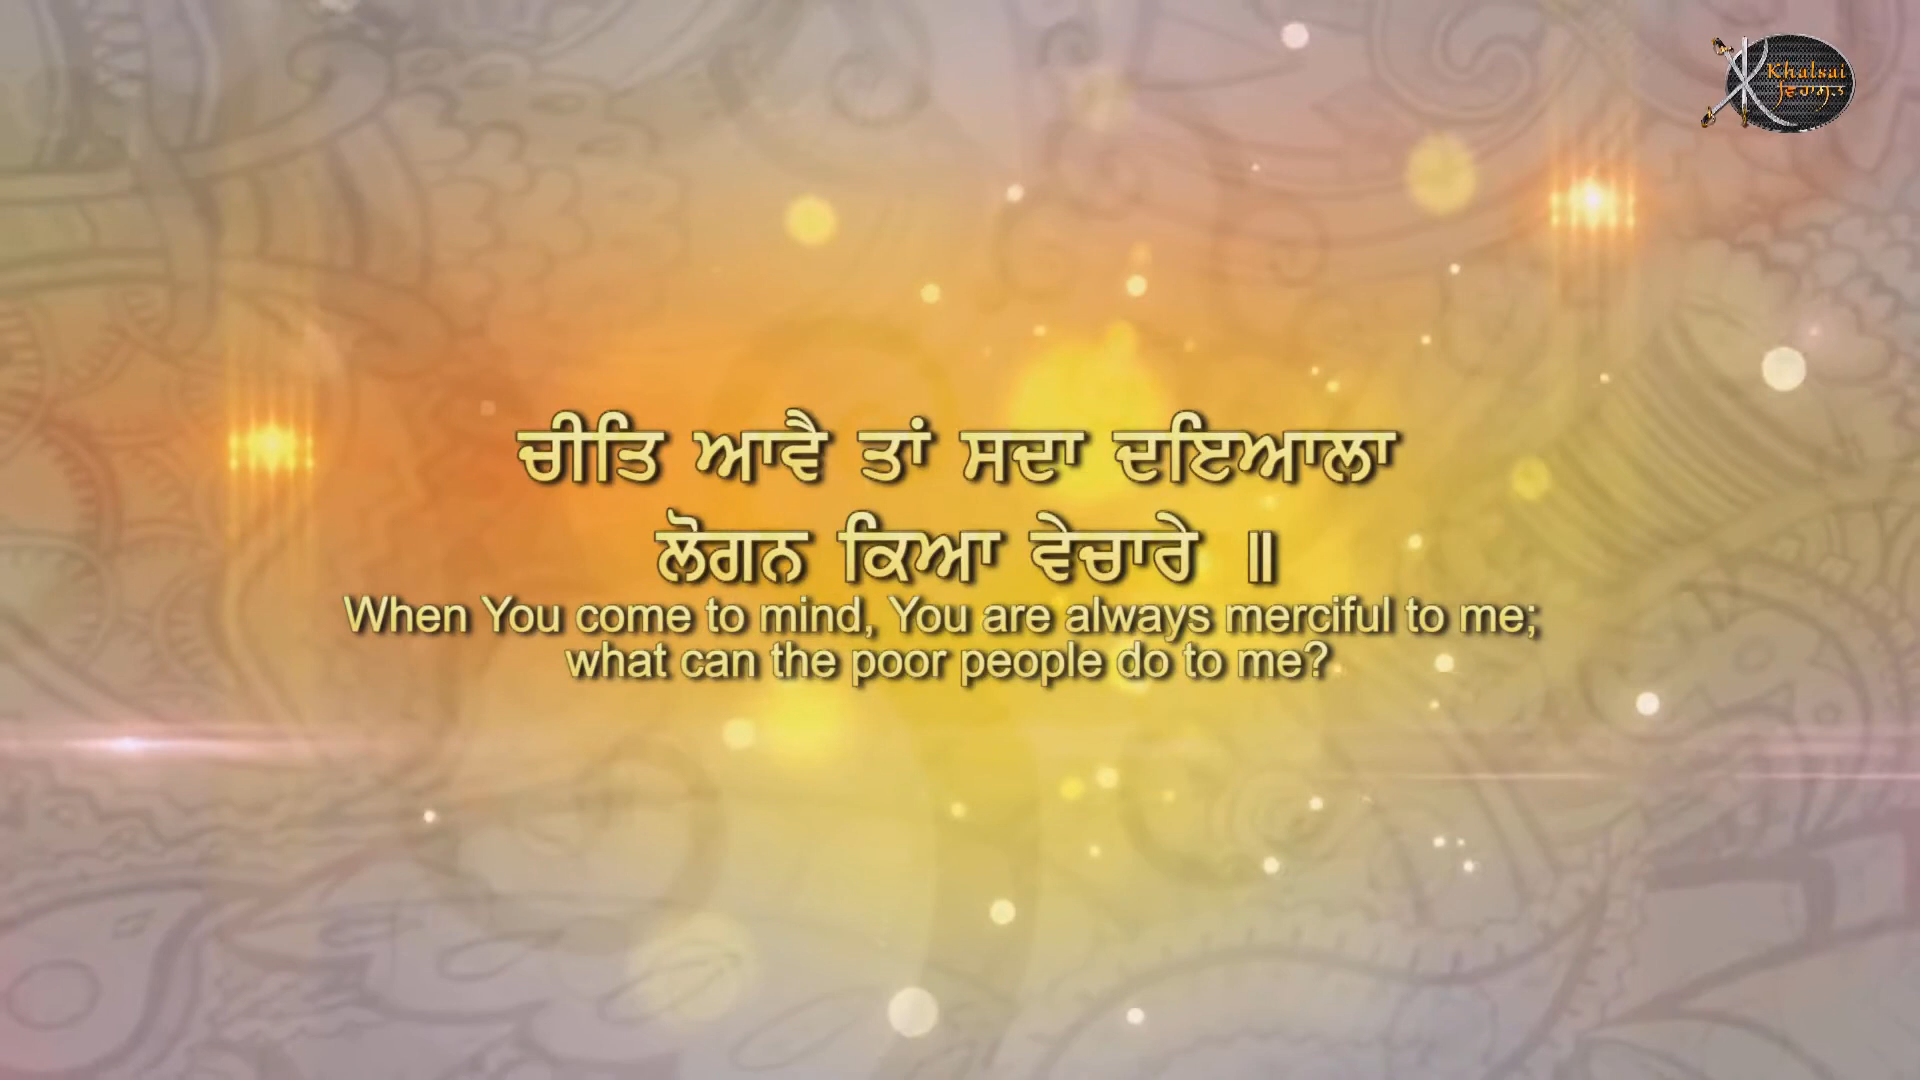 Khalsai
ਵਿਰਾਸਤ
ਚੀਤਿ ਆਵੈ ਤਾਂ ਸਦਾ ਦਇਆਲਾ
ਲੋਗਨ ਕਿਆ ਵੇਚਾਰੇ ॥
When You come to mind, You are always merciful to me;
what can the poor people do to me?